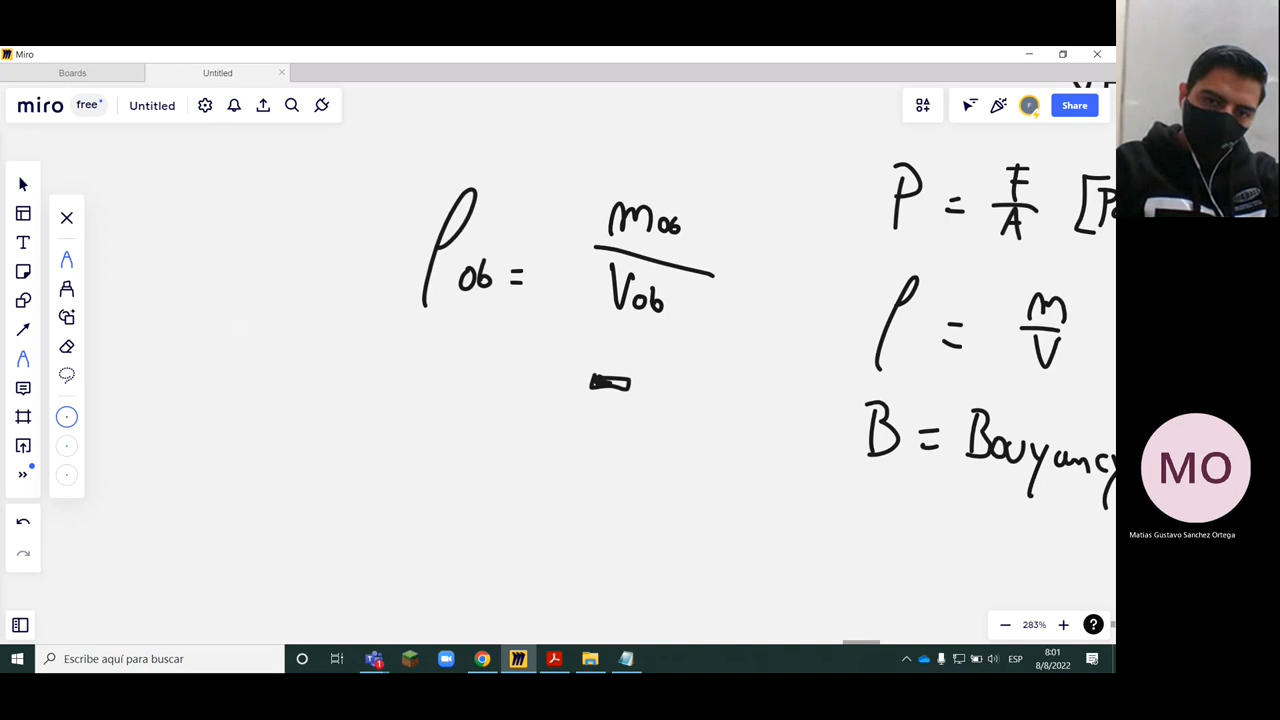 Miro
Boards
Untitled
miro free Untitled
Share
ρob = mob / Vob
P = F / A
ρ = m / V
B = Bouyancy
MO
Matias Gustavo Sanchez Ortega
283%
Escribe aquí para buscar
ESP
8:01
8/8/2022